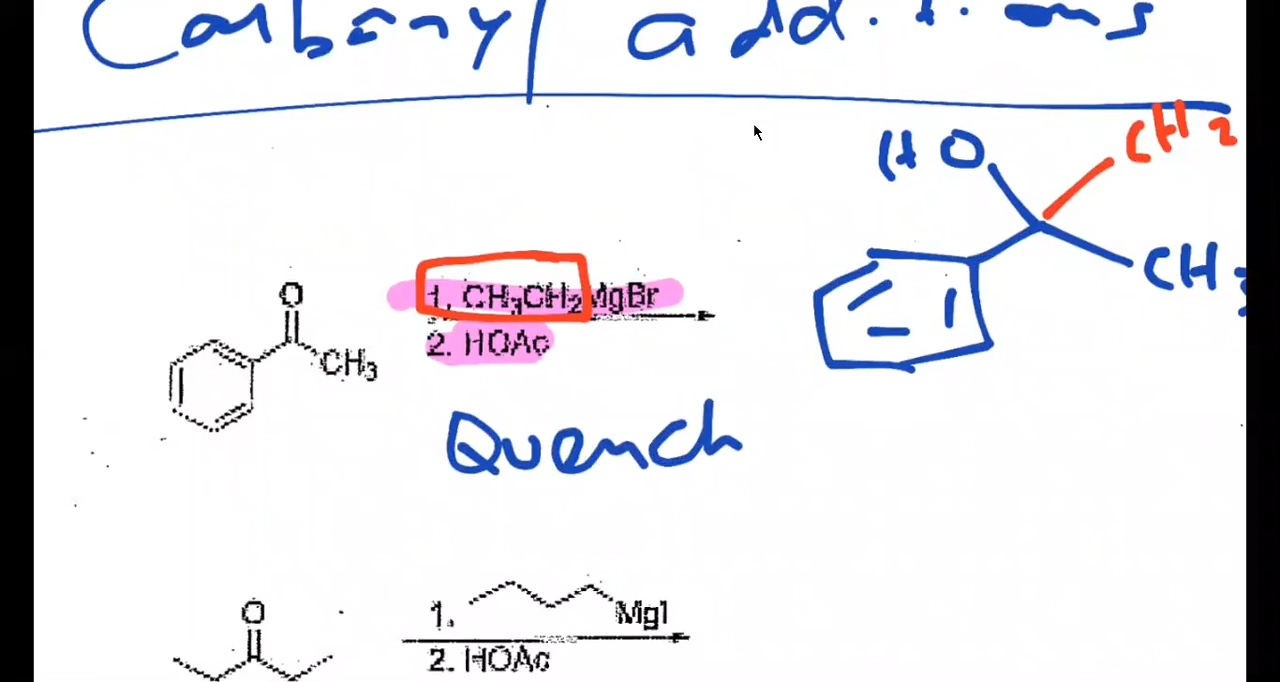 Carbonyl additions
HO CH2
O
1. CH3CH2MgBr
CH3
2. HOAc
CH3
Quench
O
1. MgI
2. HOAc